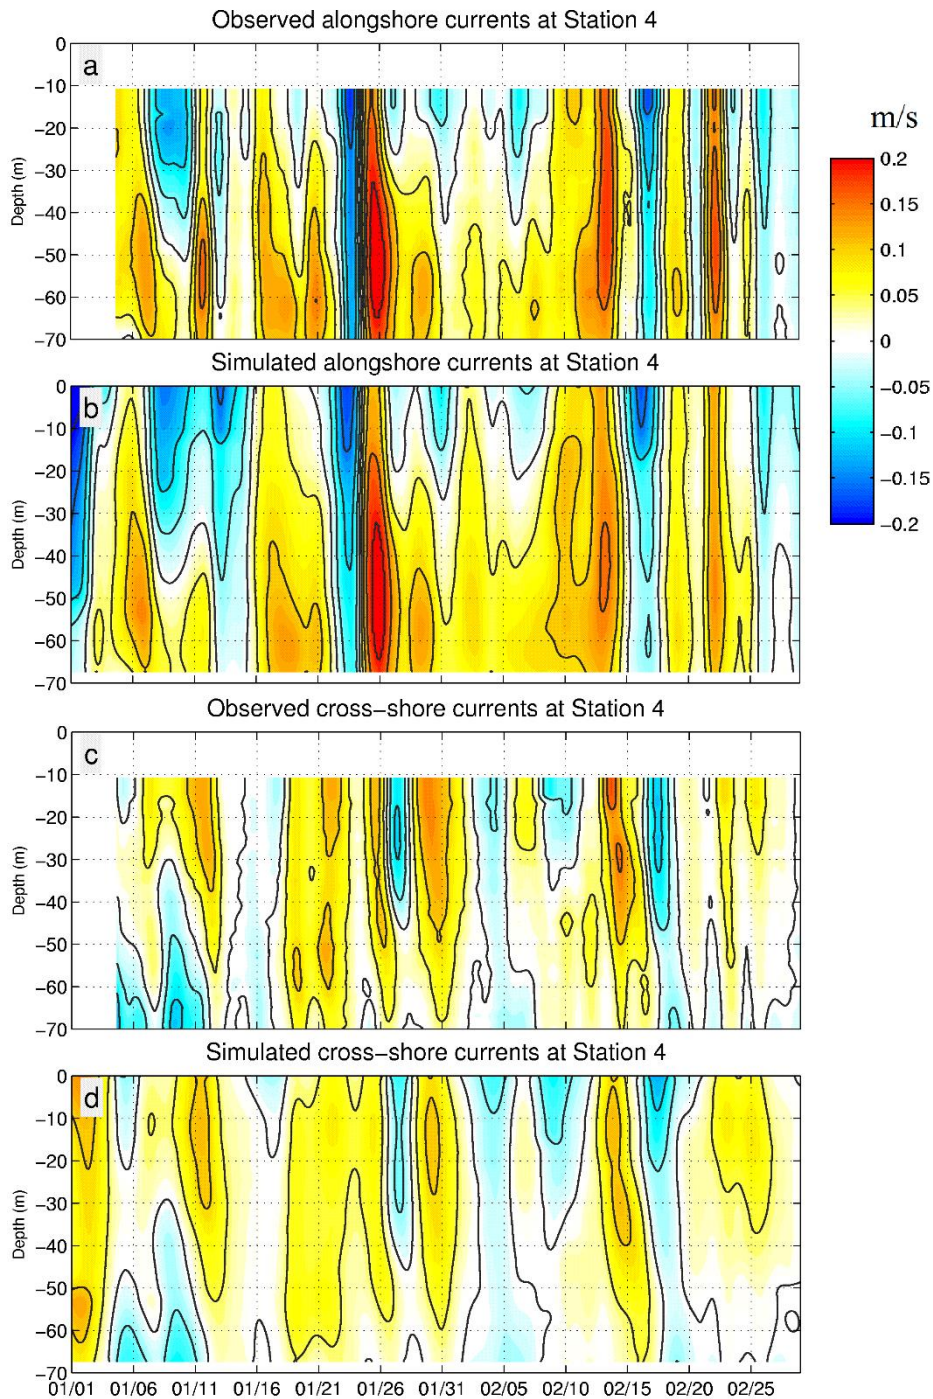 Observed alongshore currents at Station 4
a
0
−10
−20
−30
−40
−50
−60
−70
Depth (m)
m/s
0.2
0.15
0.1
0.05
0
−0.05
−0.1
−0.15
−0.2
Simulated alongshore currents at Station 4
b
0
−10
−20
−30
−40
−50
−60
−70
Depth (m)
Observed cross−shore currents at Station 4
c
0
−10
−20
−30
−40
−50
−60
−70
Depth (m)
Simulated cross−shore currents at Station 4
d
0
−10
−20
−30
−40
−50
−60
−70
Depth (m)
01/01 01/06 01/11 01/16 01/21 01/26 01/31 02/05 02/10 02/15 02/20 02/25